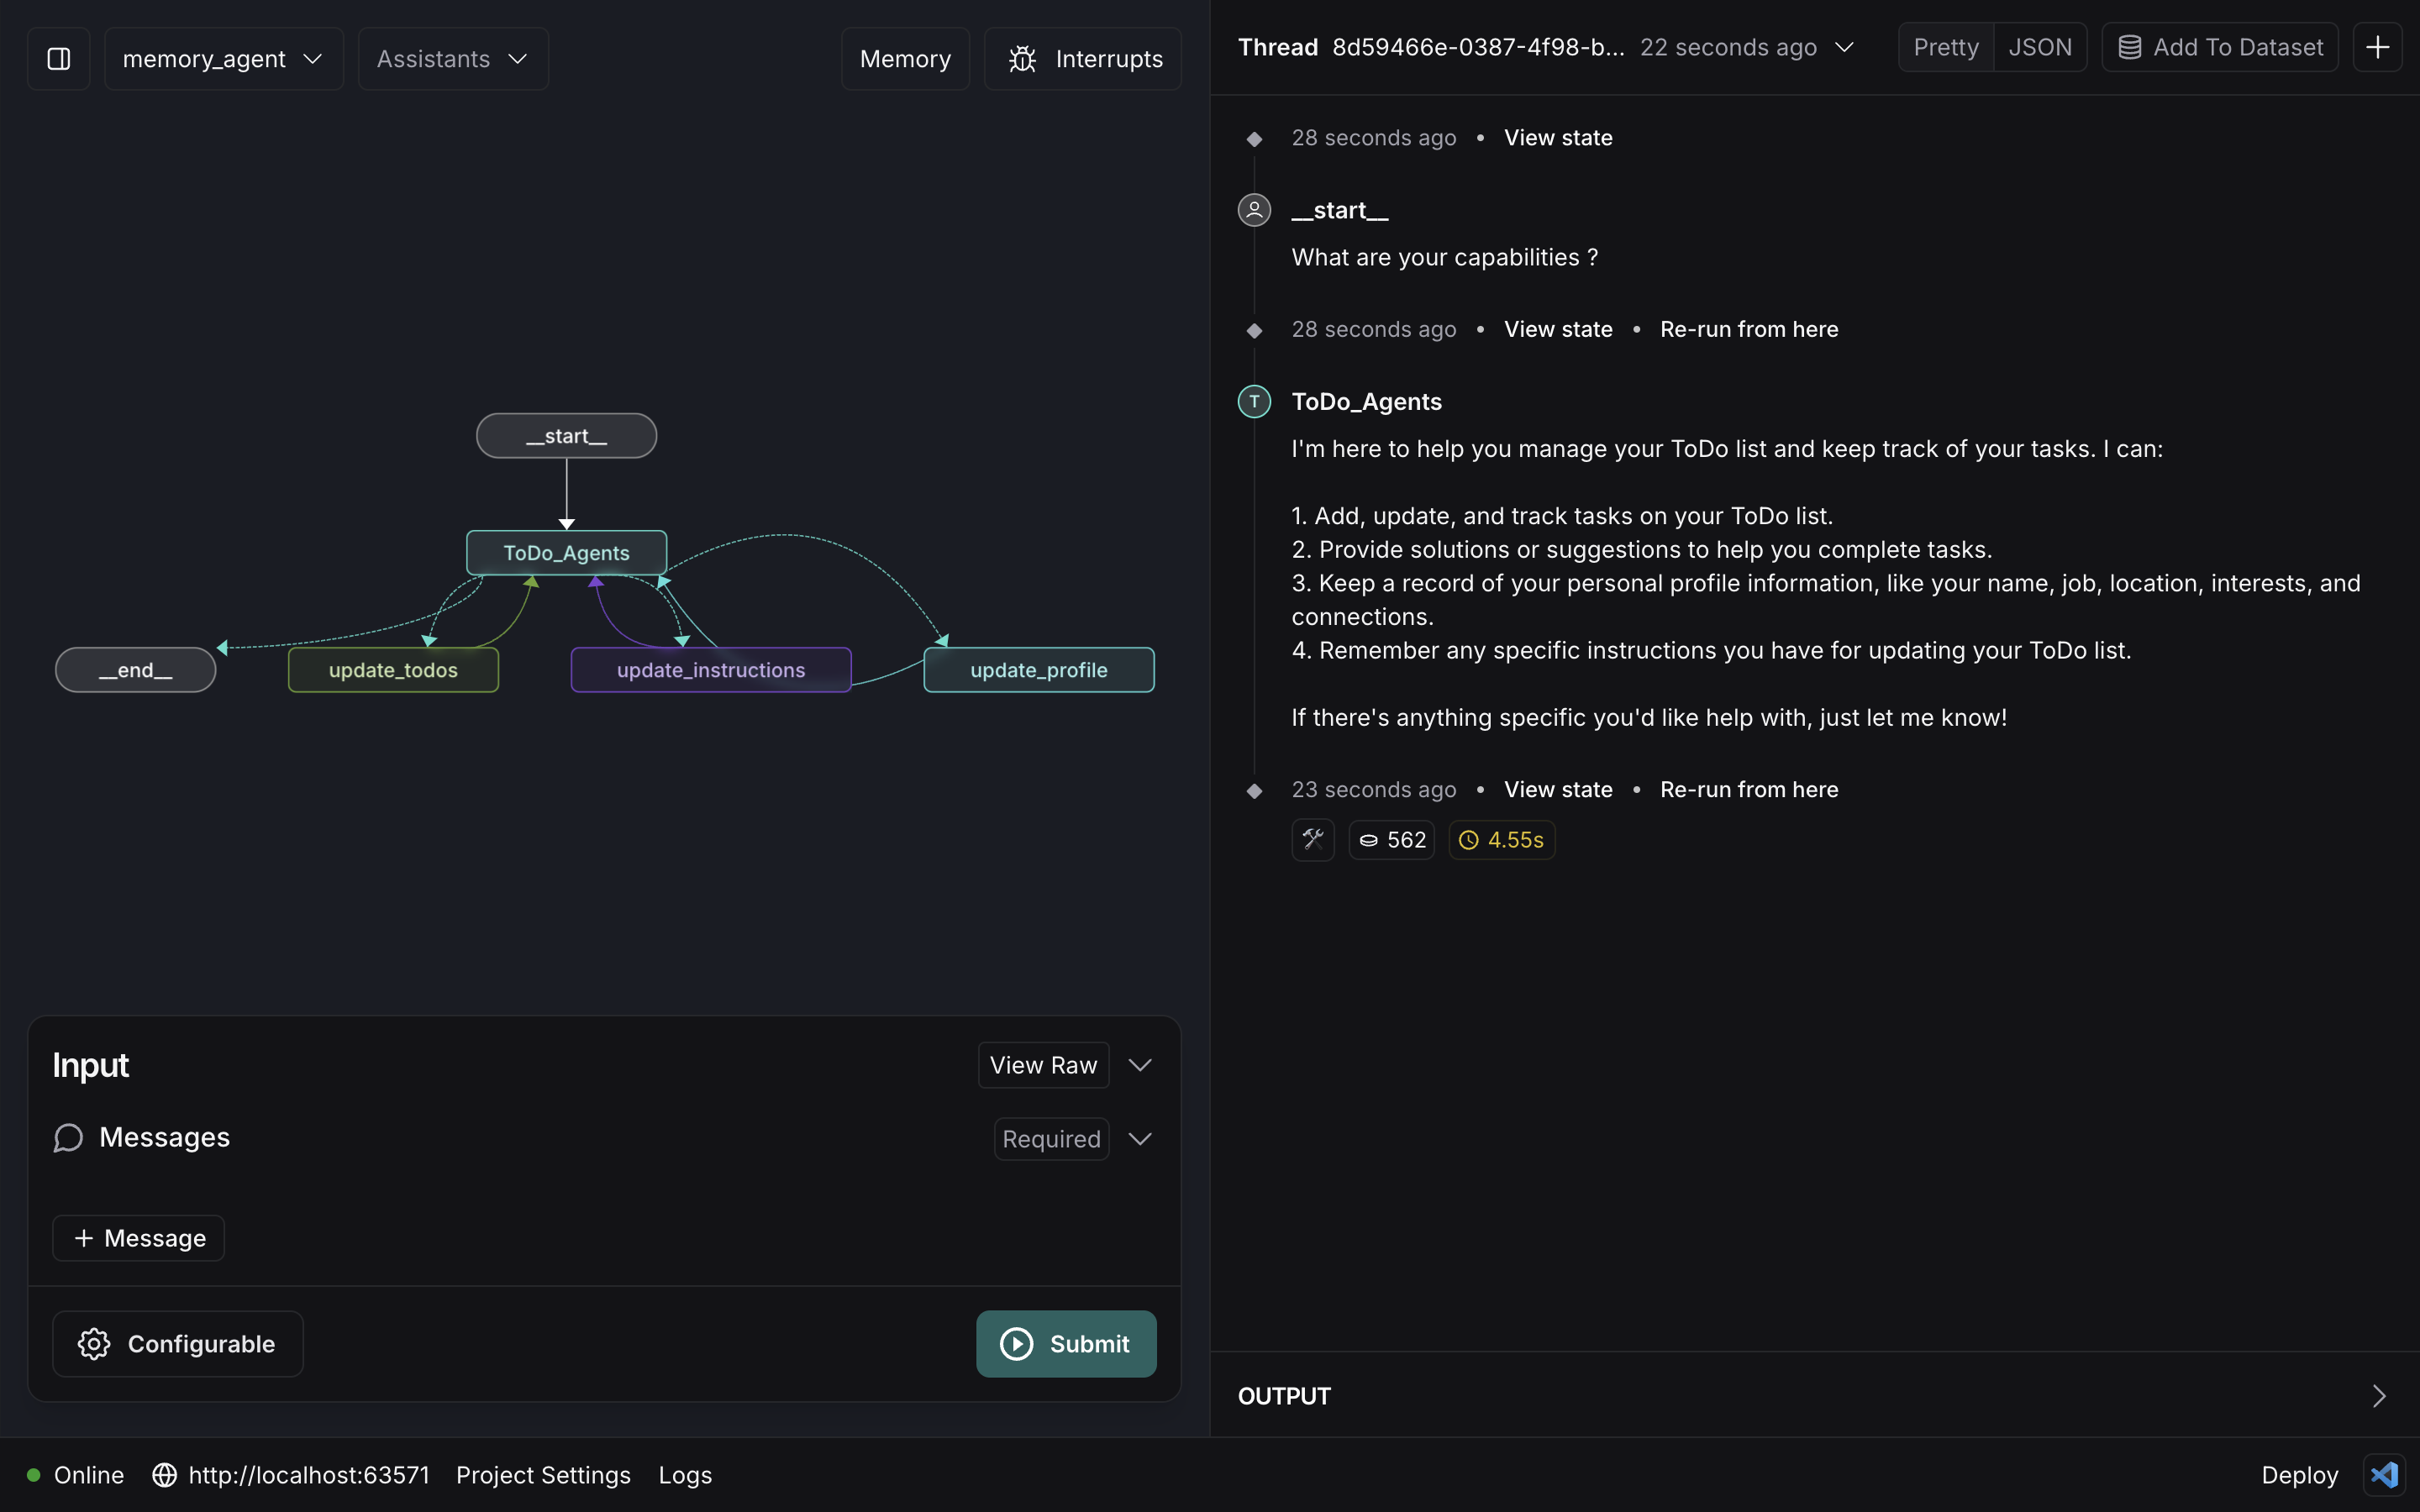 memory_agent
Assistants
Memory
Interrupts
__start__
ToDo_Agents
__end__
update_todos
update_instructions
update_profile
Input
View Raw
Messages
Required
+ Message
Configurable
Submit
Thread 8d59466e-0387-4f98-b... 22 seconds ago
Pretty
JSON
Add To Dataset
28 seconds ago • View state
__start__
What are your capabilities ?
28 seconds ago • View state • Re-run from here
T
ToDo_Agents
I'm here to help you manage your ToDo list and keep track of your tasks. I can:
1. Add, update, and track tasks on your ToDo list.
2. Provide solutions or suggestions to help you complete tasks.
3. Keep a record of your personal profile information, like your name, job, location, interests, and
connections.
4. Remember any specific instructions you have for updating your ToDo list.
If there's anything specific you'd like help with, just let me know!
23 seconds ago • View state • Re-run from here
562
4.55s
OUTPUT
Online
http://localhost:63571
Project Settings
Logs
Deploy